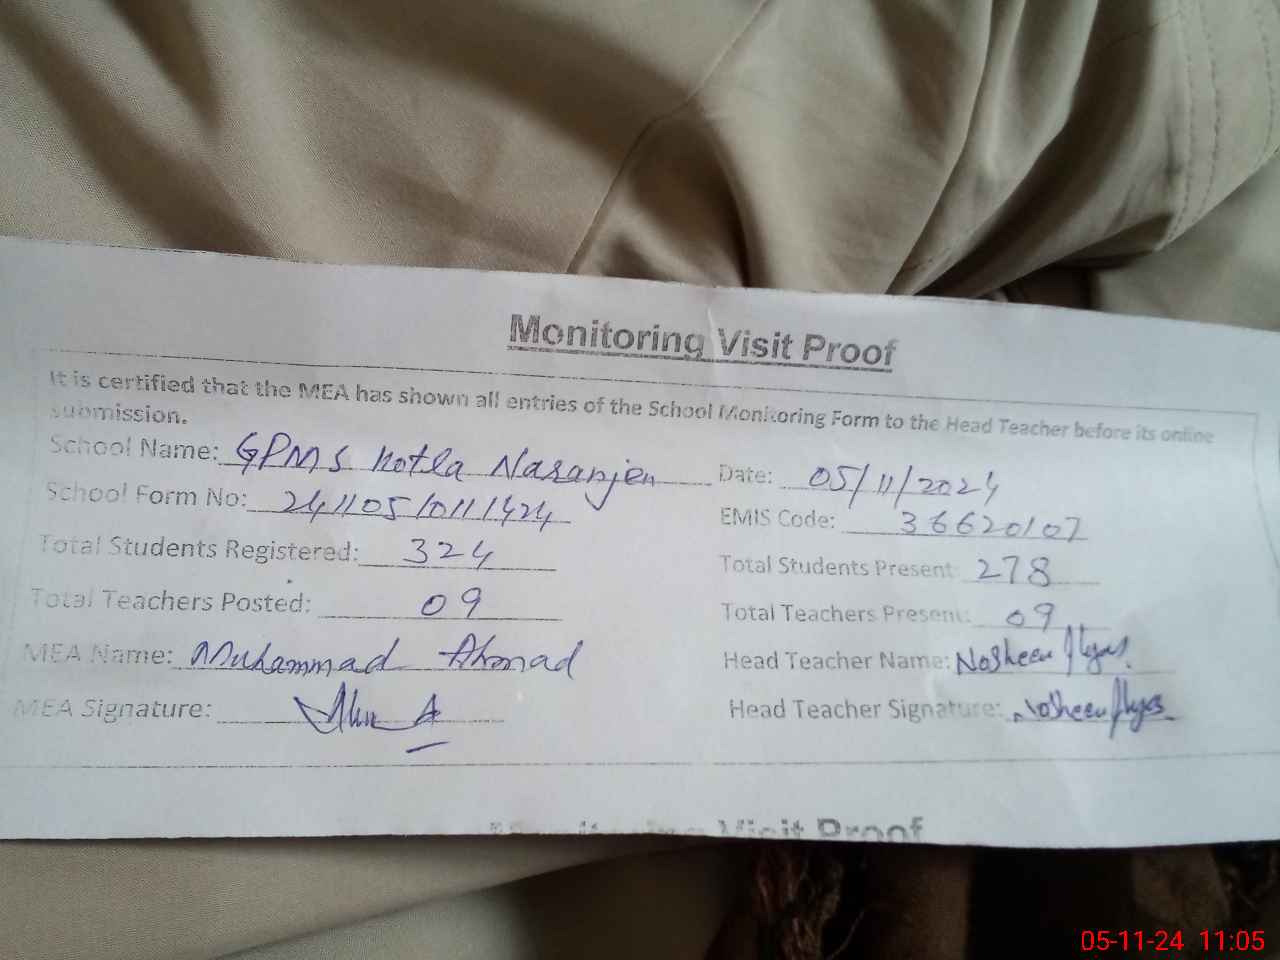 Monitoring Visit Proof
It is certified that the MEA has shown all entries of the School Monitoring Form to the Head Teacher before its online
submission.
School Name: GPMS Kotla Naranjen Date: 05/11/2024
School Form No: 241105/0111424 EMIS Code: 36620107
Total Students Registered: 324 Total Students Present: 278
Total Teachers Posted: 09 Total Teachers Present: 09
MEA Name: Muhammad Ahmad Head Teacher Name: Nosheen Ilyas
MEA Signature: Head Teacher Signature: Nosheen Ilyas
Monitoring Visit Proof
05-11-24 11:05